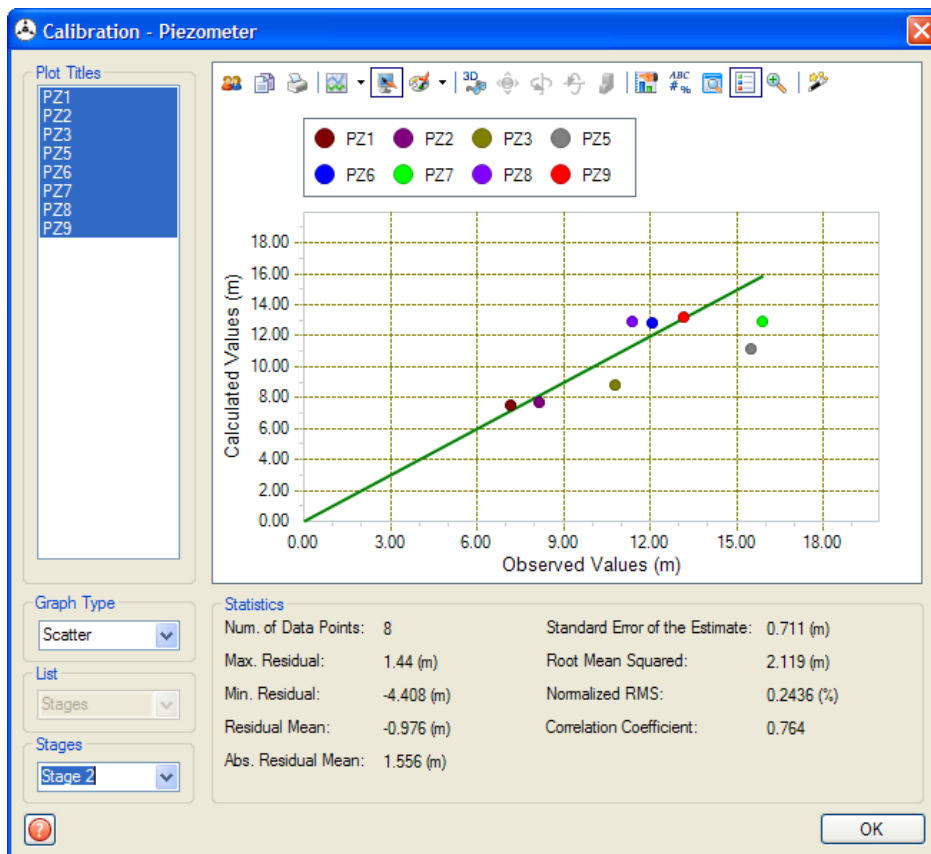 Calibration - Piezometer
Plot Titles
PZ1
PZ2
PZ3
PZ5
PZ6
PZ7
PZ8
PZ9
3D
ABC
#%
PZ1 PZ2 PZ3 PZ5
PZ6 PZ7 PZ8 PZ9
Calculated Values (m)
18.00
16.00
14.00
12.00
10.00
8.00
6.00
4.00
2.00
0.00
0.00 3.00 6.00 9.00 12.00 15.00 18.00
Observed Values (m)
Graph Type
Scatter
List
Stages
Stages
Stage 2
Statistics
Num. of Data Points: 8
Max. Residual: 1.44 (m)
Min. Residual: -4.408 (m)
Residual Mean: -0.976 (m)
Abs. Residual Mean: 1.556 (m)
Standard Error of the Estimate: 0.711 (m)
Root Mean Squared: 2.119 (m)
Normalized RMS: 0.2436 (%)
Correlation Coefficient: 0.764
?
OK